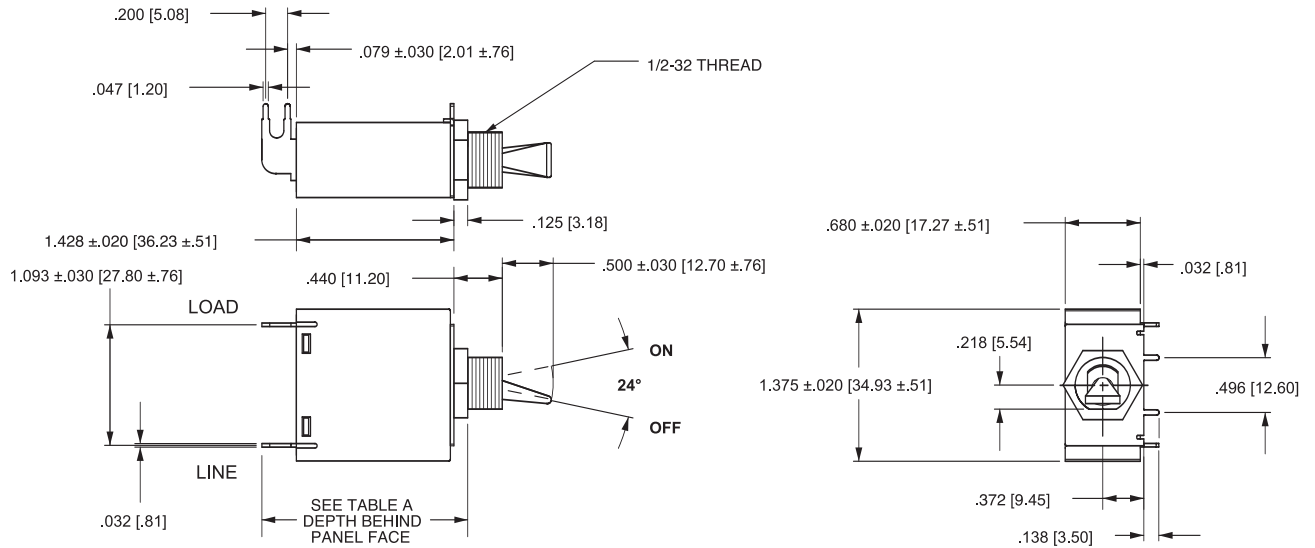 .200 [5.08]
.079 ±.030 [2.01 ±.76]
1/2-32 THREAD
.047 [1.20]
.125 [3.18]
1.428 ±.020 [36.23 ±.51]
.680 ±.020 [17.27 ±.51]
1.093 ±.030 [27.80 ±.76]
.440 [11.20]
.500 ±.030 [12.70 ±.76]
.032 [.81]
LOAD
ON
24°
OFF
.218 [5.54]
1.375 ±.020 [34.93 ±.51]
.496 [12.60]
LINE
.032 [.81]
SEE TABLE A
DEPTH BEHIND
PANEL FACE
.372 [9.45]
.138 [3.50]